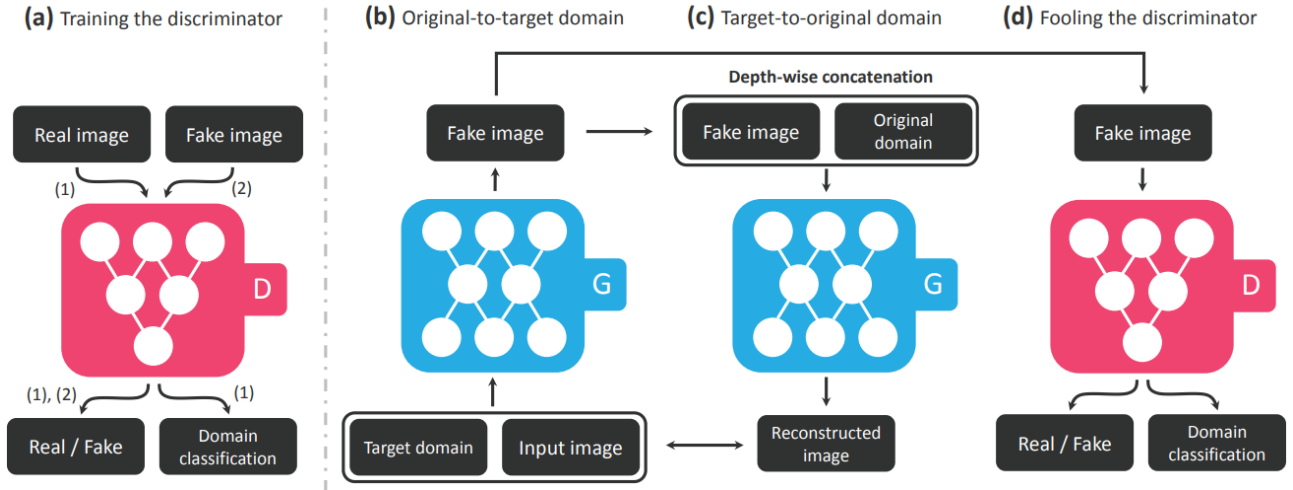 (a) Training the discriminator
Real image
Fake image
(1)
(2)
D
(1), (2)
(1)
Real / Fake
Domain
classification
(b) Original-to-target domain
Fake image
G
Target domain
Input image
(c) Target-to-original domain
Depth-wise concatenation
Fake image
Original
domain
G
Reconstructed
image
(d) Fooling the discriminator
Fake image
D
Real / Fake
Domain
classification